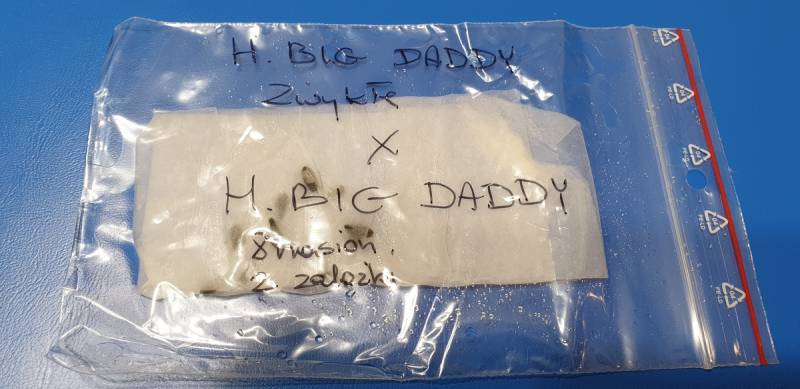 H. BIG DADDY
Zwykłe
X
H. BIG DADDY
8 nasion.
2 zalążki